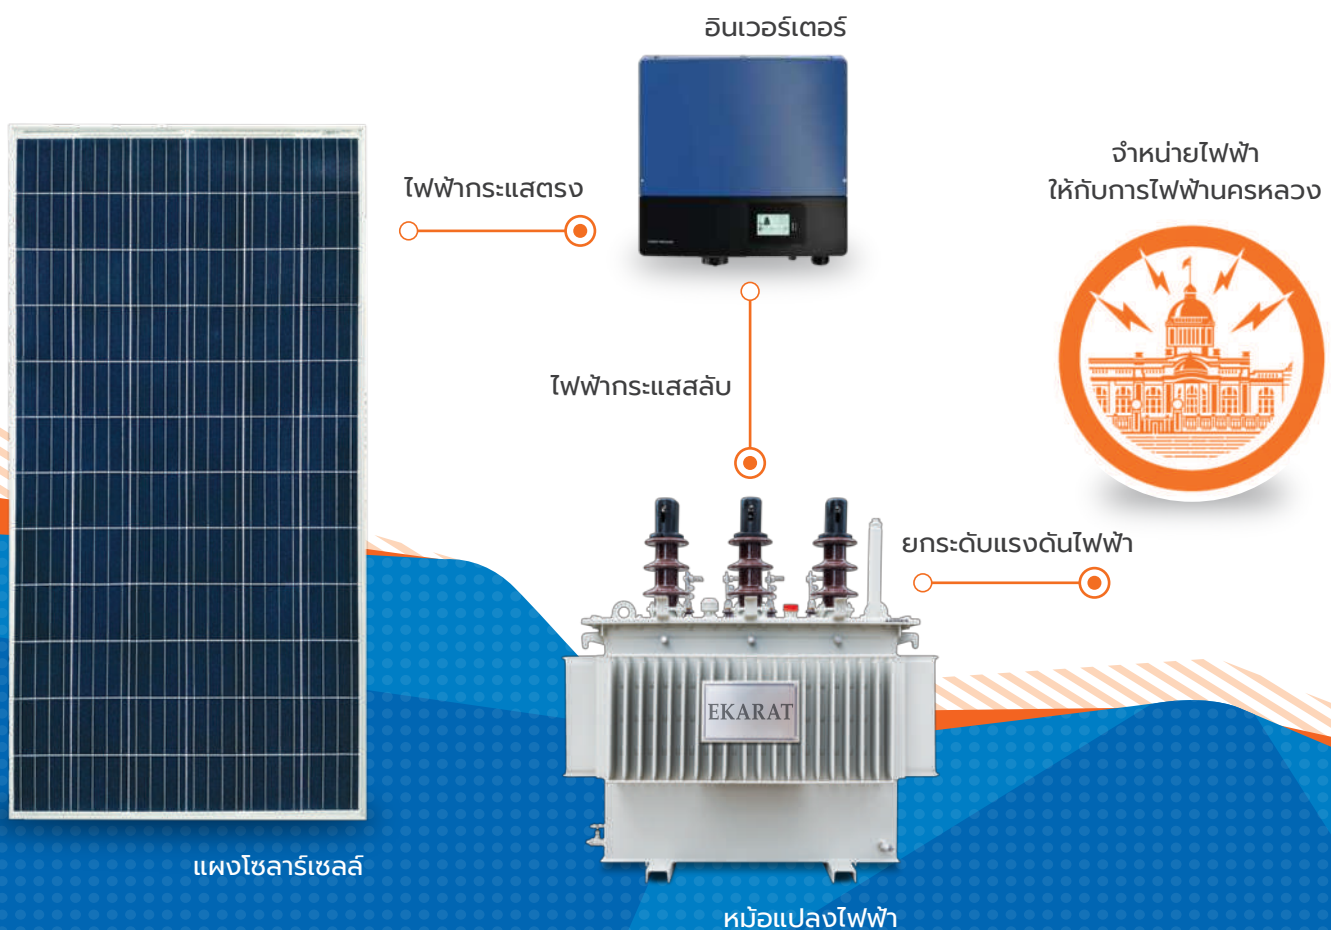 อินเวอร์เตอร์
จำหน่ายไฟฟ้า
ให้กับการไฟฟ้านครหลวง
ไฟฟ้ากระแสตรง
ไฟฟ้ากระแสสลับ
ยกระดับแรงดันไฟฟ้า
EKARAT
แผงโซลาร์เซลล์
หม้อแปลงไฟฟ้า